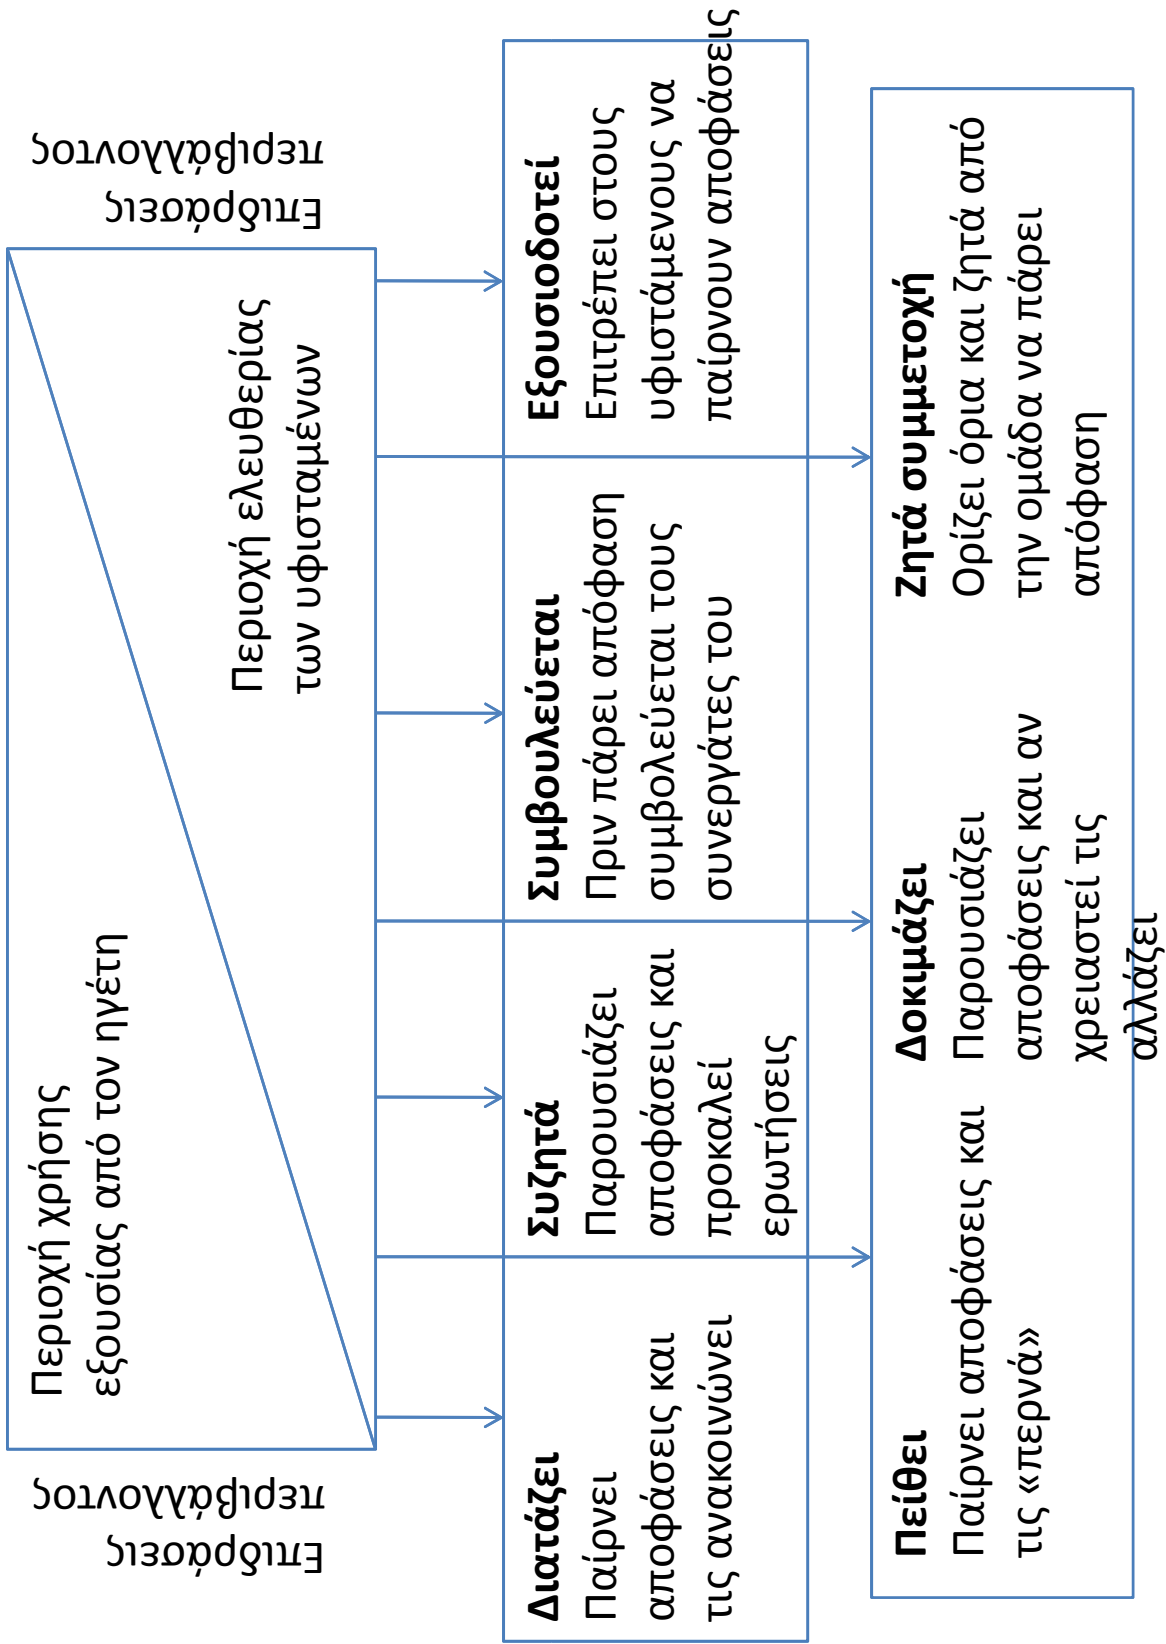 Επιδράσεις
περιβάλλοντος
Περιοχή χρήσης
εξουσίας από τον ηγέτη
Περιοχή ελευθερίας
των υφισταμένων
Επιδράσεις
περιβάλλοντος
Διατάζει
Παίρνει
αποφάσεις και
τις ανακοινώνει
Συζητά
Παρουσιάζει
αποφάσεις και
προκαλεί
ερωτήσεις
Συμβουλεύεται
Πριν πάρει απόφαση
συμβολεύεται τους
συνεργάτες του
Εξουσιοδοτεί
Επιτρέπει στους
υφισταμένους να
παίρνουν αποφάσεις
Πείθει
Παίρνει αποφάσεις και
τις «περνά»
Δοκιμάζει
Παρουσιάζει
αποφάσεις και αν
χρειαστεί τις
αλλάζει
Ζητά συμμετοχή
Ορίζει όρια και ζητά από
την ομάδα να πάρει
απόφαση